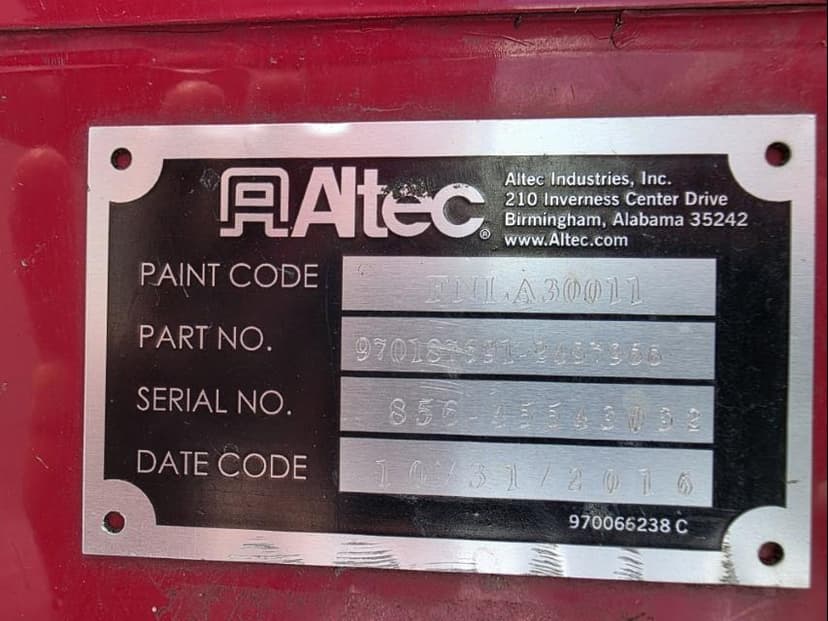 Altec®
Altec Industries, Inc.
210 Inverness Center Drive
Birmingham, Alabama 35242
www.Altec.com
PAINT CODE FNLA30011
PART NO.
SERIAL NO.
DATE CODE 10/31/2016
970066238 C